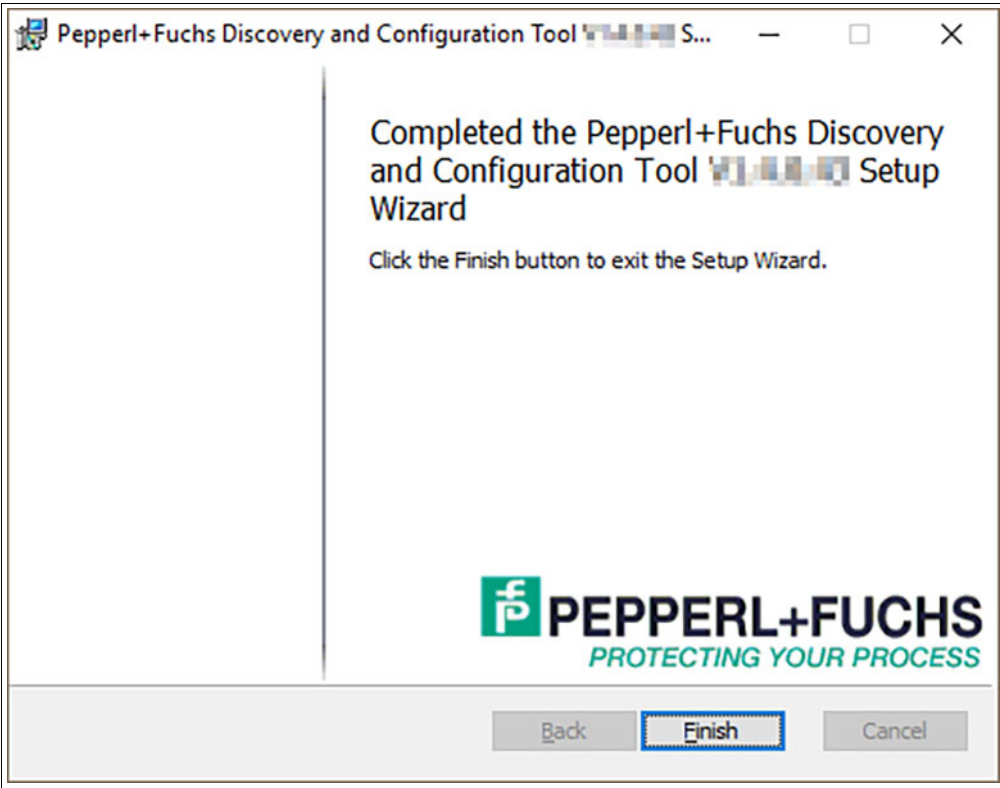 Pepperl+Fuchs Discovery and Configuration Tool S...
Completed the Pepperl+Fuchs Discovery
and Configuration Tool Setup
Wizard
Click the Finish button to exit the Setup Wizard.
PEPPERL+FUCHS
PROTECTING YOUR PROCESS
Back Finish Cancel